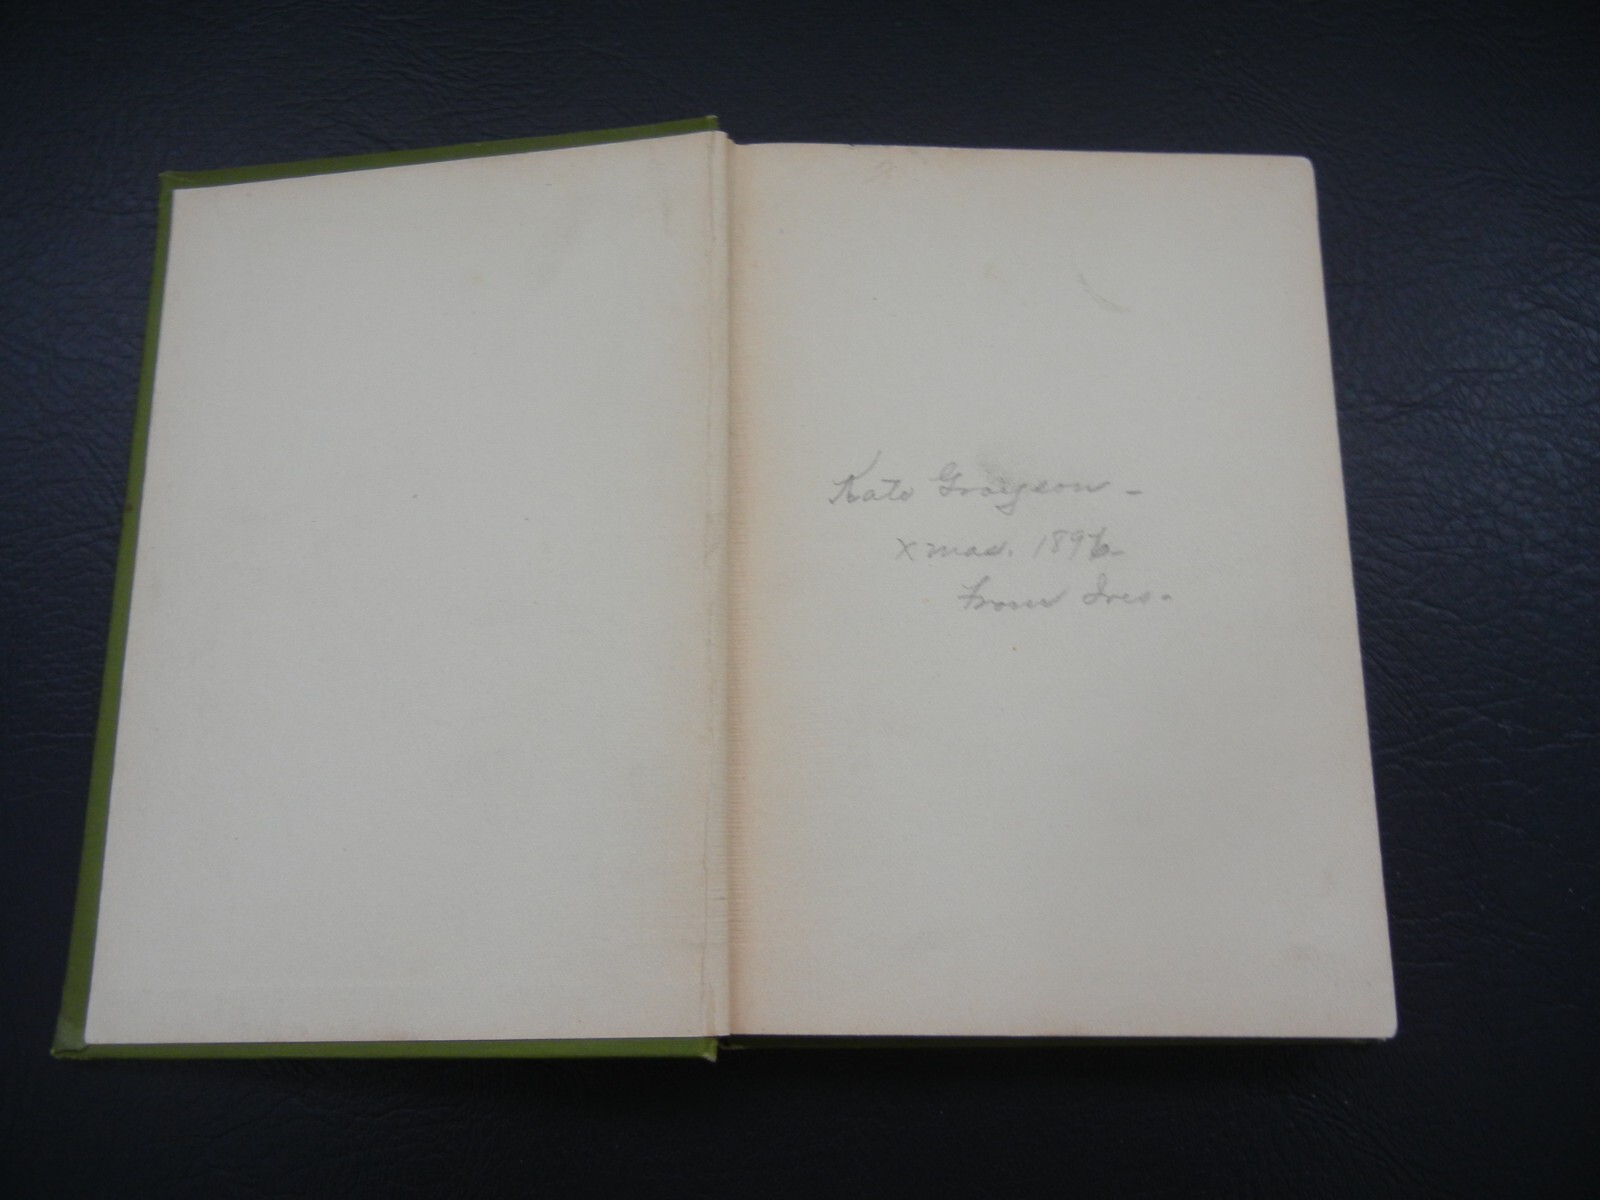 Kate Grayson -
Xmas. 1896-
From Ires.